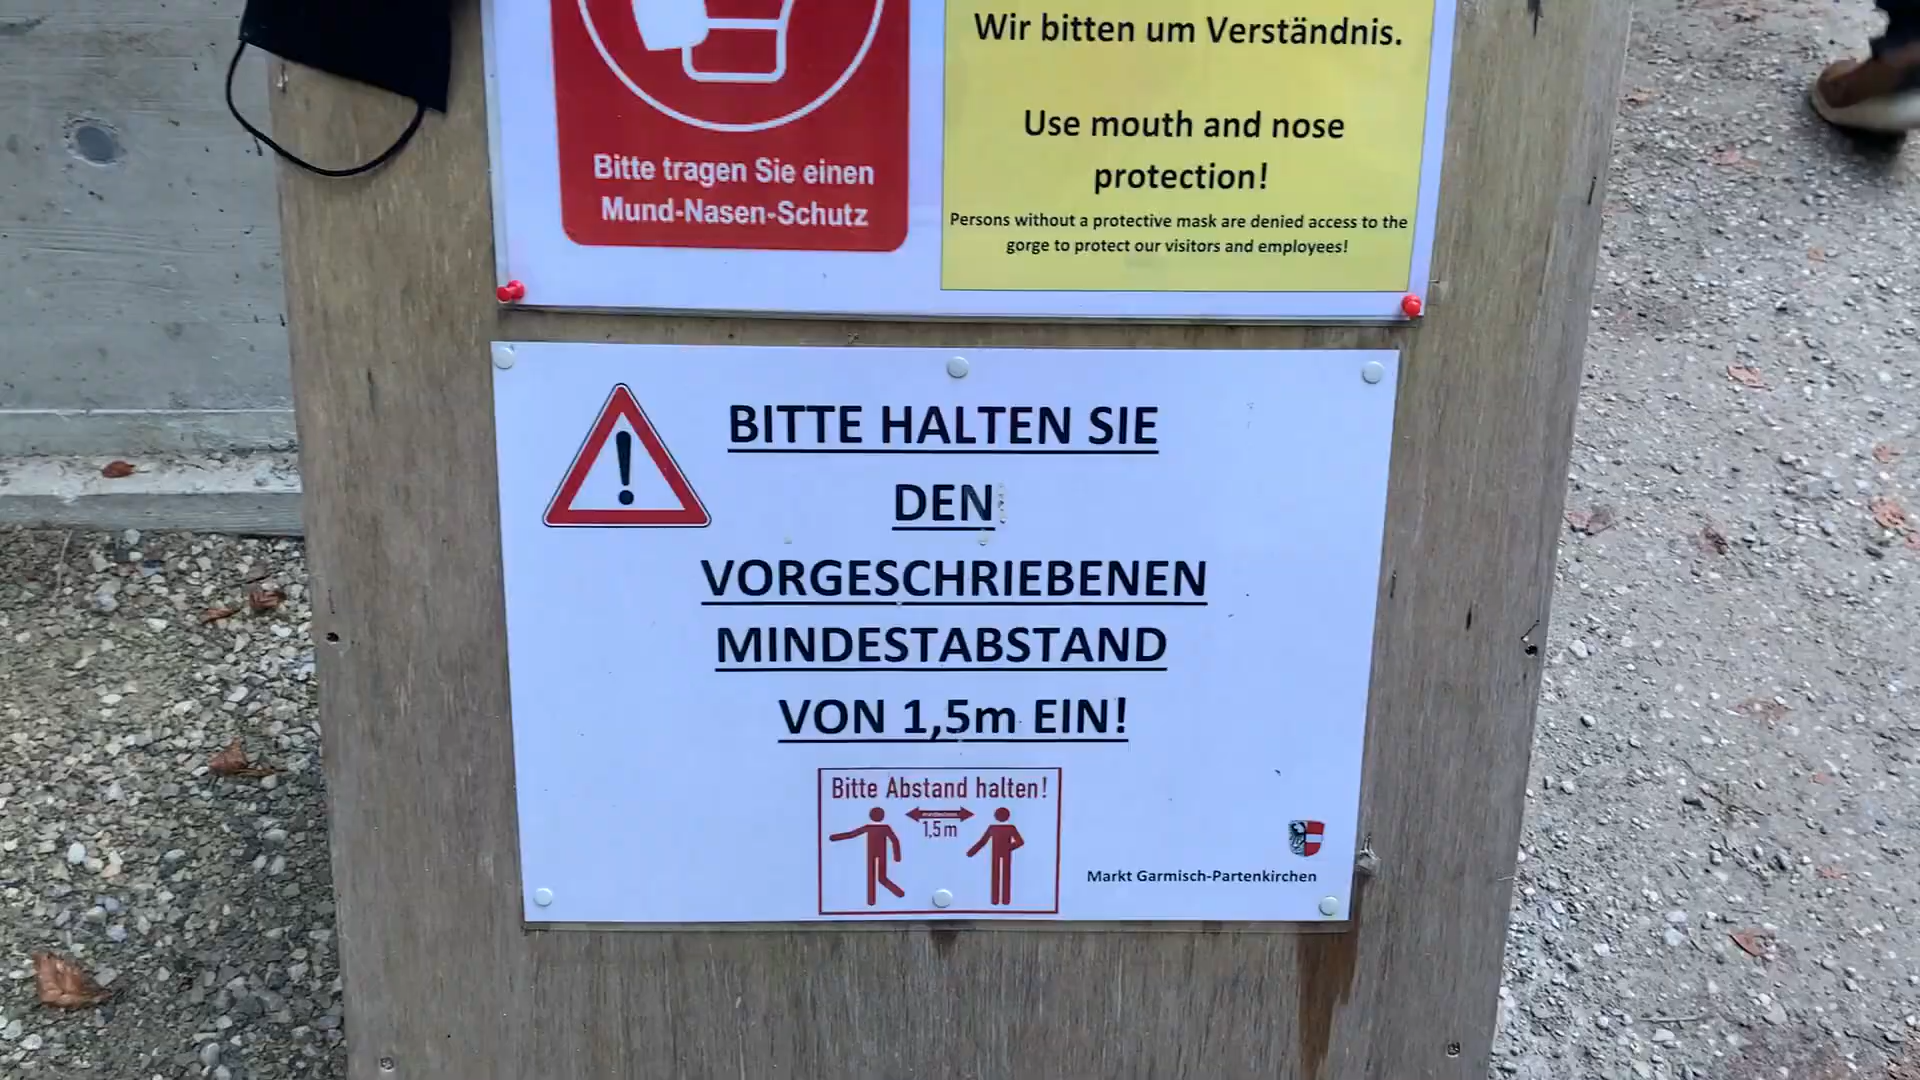 Bitte tragen Sie einen
Mund-Nasen-Schutz
Wir bitten um Verständnis.
Use mouth and nose
protection!
Persons without a protective mask are denied access to the
gorge to protect our visitors and employees!
BITTE HALTEN SIE
DEN
VORGESCHRIEBENEN
MINDESTABSTAND
VON 1,5m EIN!
Bitte Abstand halten!
1,5 m
Markt Garmisch-Partenkirchen